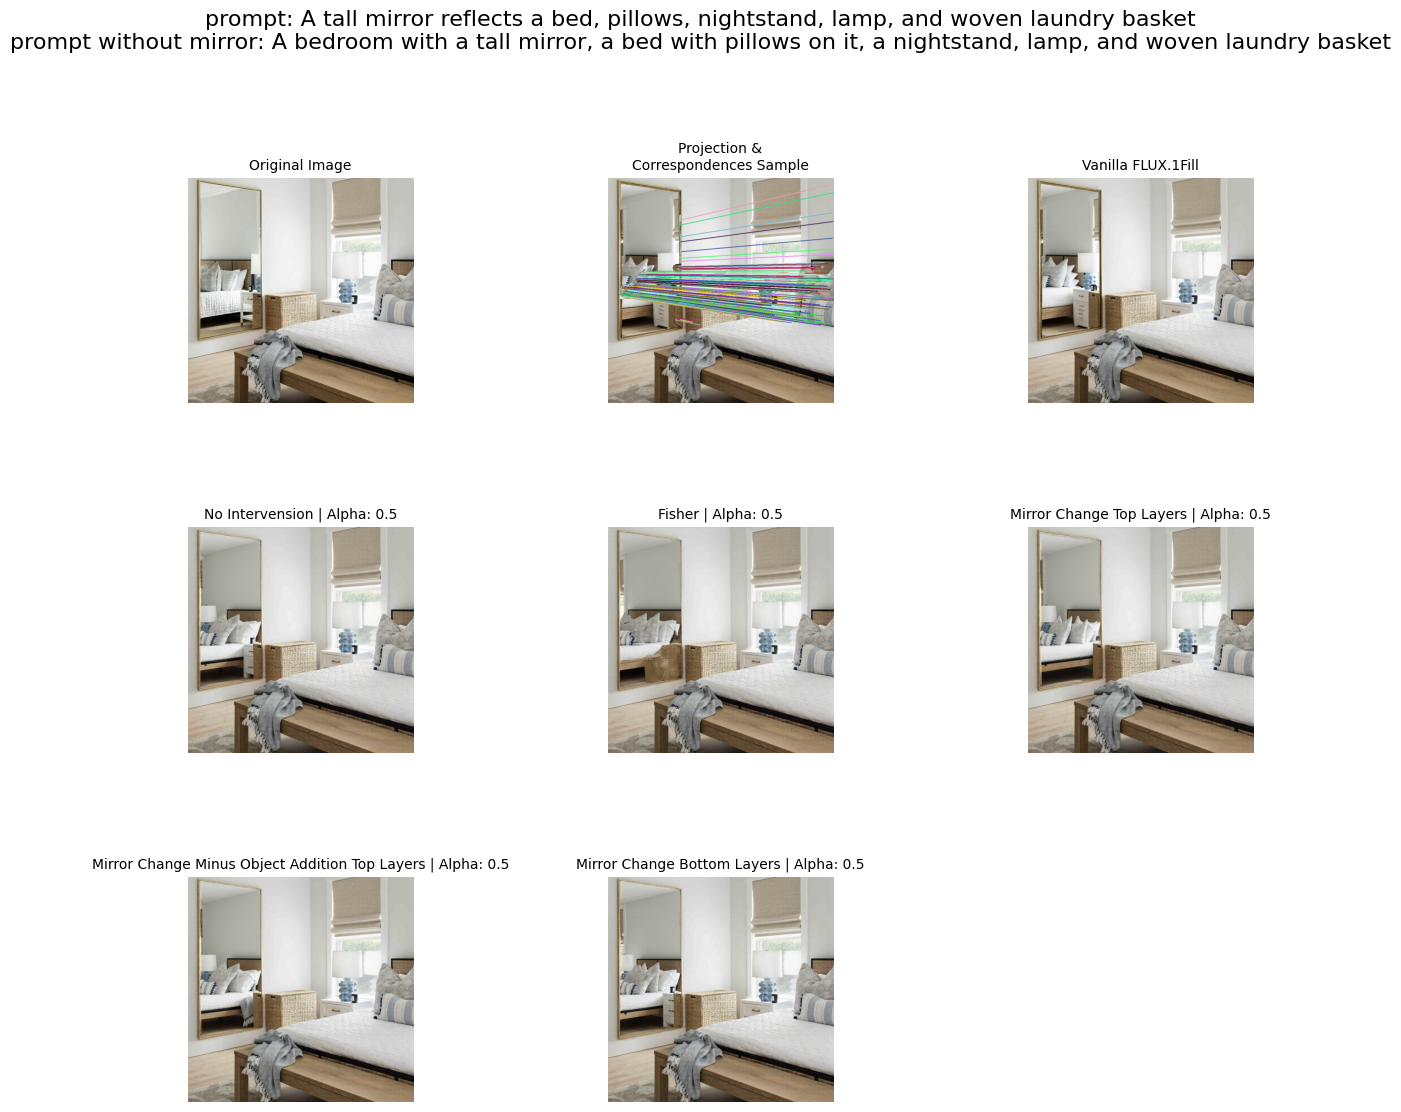 prompt: A tall mirror reflects a bed, pillows, nightstand, lamp, and woven laundry basket
prompt without mirror: A bedroom with a tall mirror, a bed with pillows on it, a nightstand, lamp, and woven laundry basket
Original Image
Projection &
Correspondences Sample
Vanilla FLUX.1Fill
No Intervension | Alpha: 0.5
Fisher | Alpha: 0.5
Mirror Change Top Layers | Alpha: 0.5
Mirror Change Minus Object Addition Top Layers | Alpha: 0.5
Mirror Change Bottom Layers | Alpha: 0.5